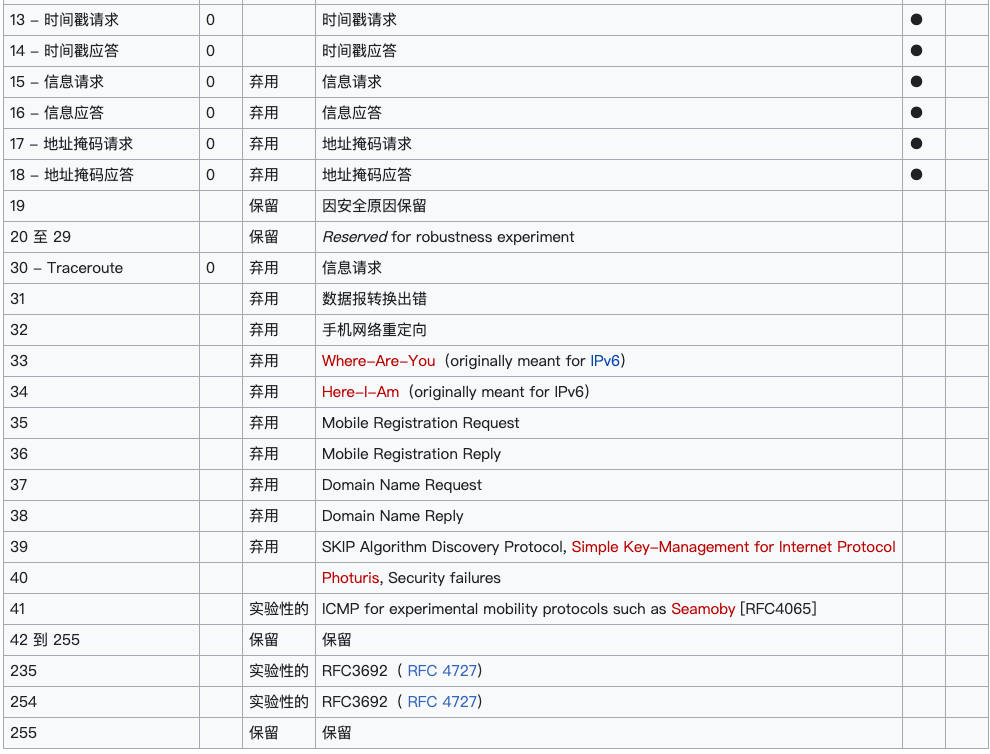 13 – 时间戳请求 0 时间戳请求 ●
14 – 时间戳应答 0 时间戳应答 ●
15 – 信息请求 0 弃用 信息请求 ●
16 – 信息应答 0 弃用 信息应答 ●
17 – 地址掩码请求 0 弃用 地址掩码请求 ●
18 – 地址掩码应答 0 弃用 地址掩码应答 ●
19 保留 因安全原因保留
20 至 29 保留 Reserved for robustness experiment
30 – Traceroute 0 弃用 信息请求
31 弃用 数据报转换出错
32 弃用 手机网络重定向
33 弃用 Where–Are–You（originally meant for IPv6）
34 弃用 Here–I–Am（originally meant for IPv6）
35 弃用 Mobile Registration Request
36 弃用 Mobile Registration Reply
37 弃用 Domain Name Request
38 弃用 Domain Name Reply
39 弃用 SKIP Algorithm Discovery Protocol, Simple Key–Management for Internet Protocol
40 Photuris, Security failures
41 实验性的 ICMP for experimental mobility protocols such as Seamoby [RFC4065]
42 到 255 保留 保留
235 实验性的 RFC3692（ RFC 4727）
254 实验性的 RFC3692（ RFC 4727）
255 保留 保留